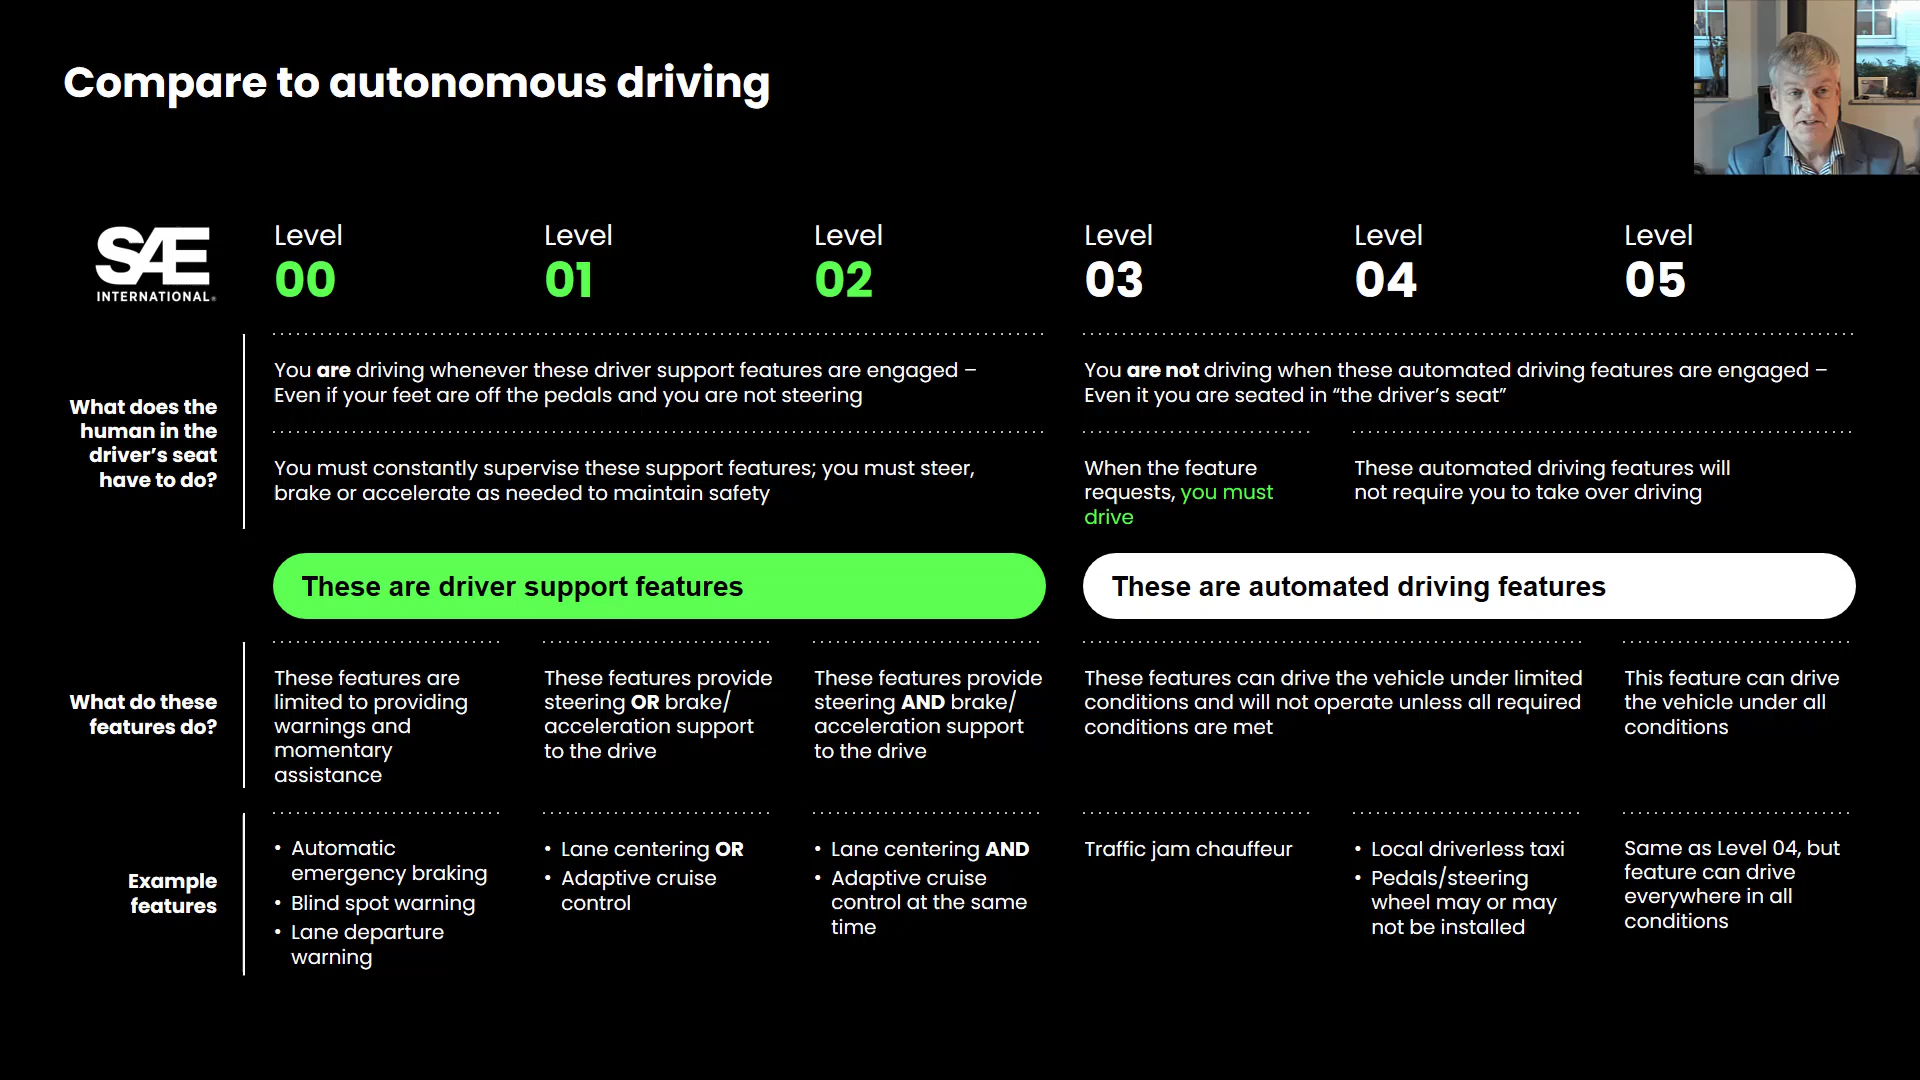 Compare to autonomous driving
SAE
INTERNATIONAL®
Level
00
Level
01
Level
02
Level
03
Level
04
Level
05
What does the
human in the
driver's seat
have to do?
You are driving whenever these driver support features are engaged –
Even if your feet are off the pedals and you are not steering
You are not driving when these automated driving features are engaged –
Even it you are seated in “the driver's seat”
You must constantly supervise these support features; you must steer,
brake or accelerate as needed to maintain safety
When the feature
requests, you must
drive
These automated driving features will
not require you to take over driving
These are driver support features
These are automated driving features
What do these
features do?
These features are
limited to providing
warnings and
momentary
assistance
These features provide
steering OR brake/
acceleration support
to the drive
These features provide
steering AND brake/
acceleration support
to the drive
These features can drive the vehicle under limited
conditions and will not operate unless all required
conditions are met
This feature can drive
the vehicle under all
conditions
Example
features
• Automatic
emergency braking
• Blind spot warning
• Lane departure
warning
• Lane centering OR
• Adaptive cruise
control
• Lane centering AND
• Adaptive cruise
control at the same
time
Traffic jam chauffeur
• Local driverless taxi
• Pedals/steering
wheel may or may
not be installed
Same as Level 04, but
feature can drive
everywhere in all
conditions